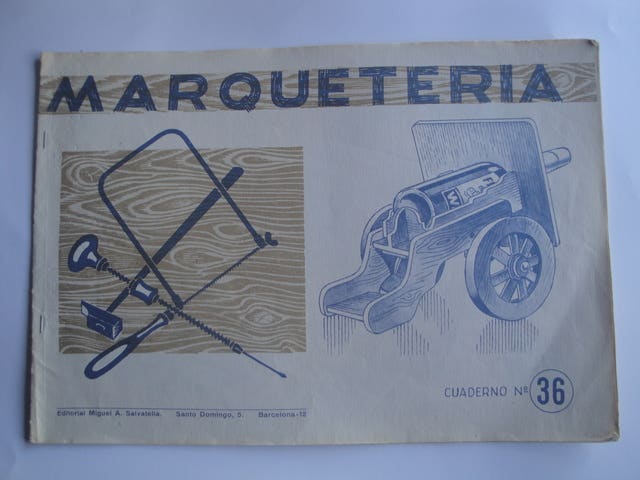 MARQUETERIA
W
CUADERNO Nº 36
Editorial Miguel A. Salvatella. Santo Domingo, 5. Barcelona-12